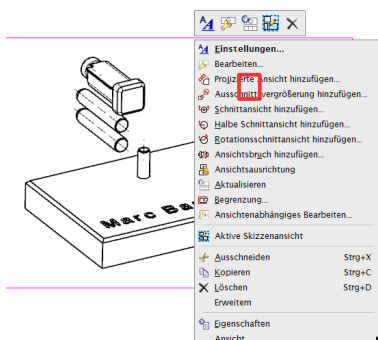 Einstellungen...
Bearbeiten...
Projizierte Ansicht hinzufügen...
Ausschnittvergrößerung hinzufügen...
Schnittansicht hinzufügen...
Halbe Schnittansicht hinzufügen...
Rotationsschnittansicht hinzufügen...
Ansichtsbruch hinzufügen...
Ansichtsausrichtung
Aktualisieren
Begrenzung...
Ansichtenabhängiges Bearbeiten...
Aktive Skizzenansicht
Ausschneiden Strg+X
Kopieren Strg+C
Löschen Strg+D
Erweitern
Eigenschaften
Ansicht
Marc